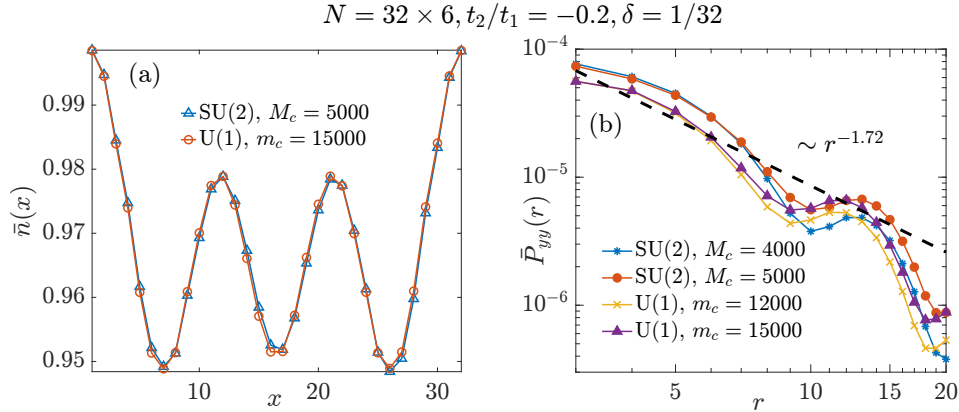 N = 32 × 6, t₂/t₁ = −0.2, δ = 1/32
(a)
SU(2), M_c = 5000
U(1), m_c = 15000
n̄(x)
0.99
0.98
0.97
0.96
0.95
10
20
30
x
(b)
∼ r^{−1.72}
SU(2), M_c = 4000
SU(2), M_c = 5000
U(1), m_c = 12000
U(1), m_c = 15000
P̄_{yy}(r)
10^{−4}
10^{−5}
10^{−6}
5
10
15
20
r